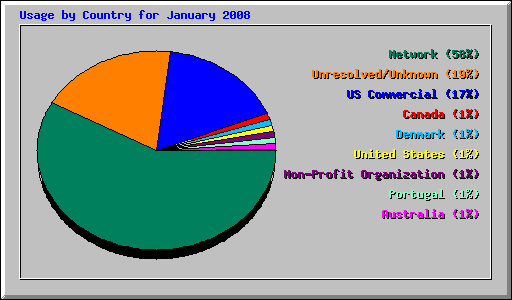 Usage by Country for January 2008
Network (58%)
Unresolved/Unknown (19%)
US Commercial (17%)
Canada (1%)
Denmark (1%)
United States (1%)
Non-Profit Organization (1%)
Portugal (1%)
Australia (1%)